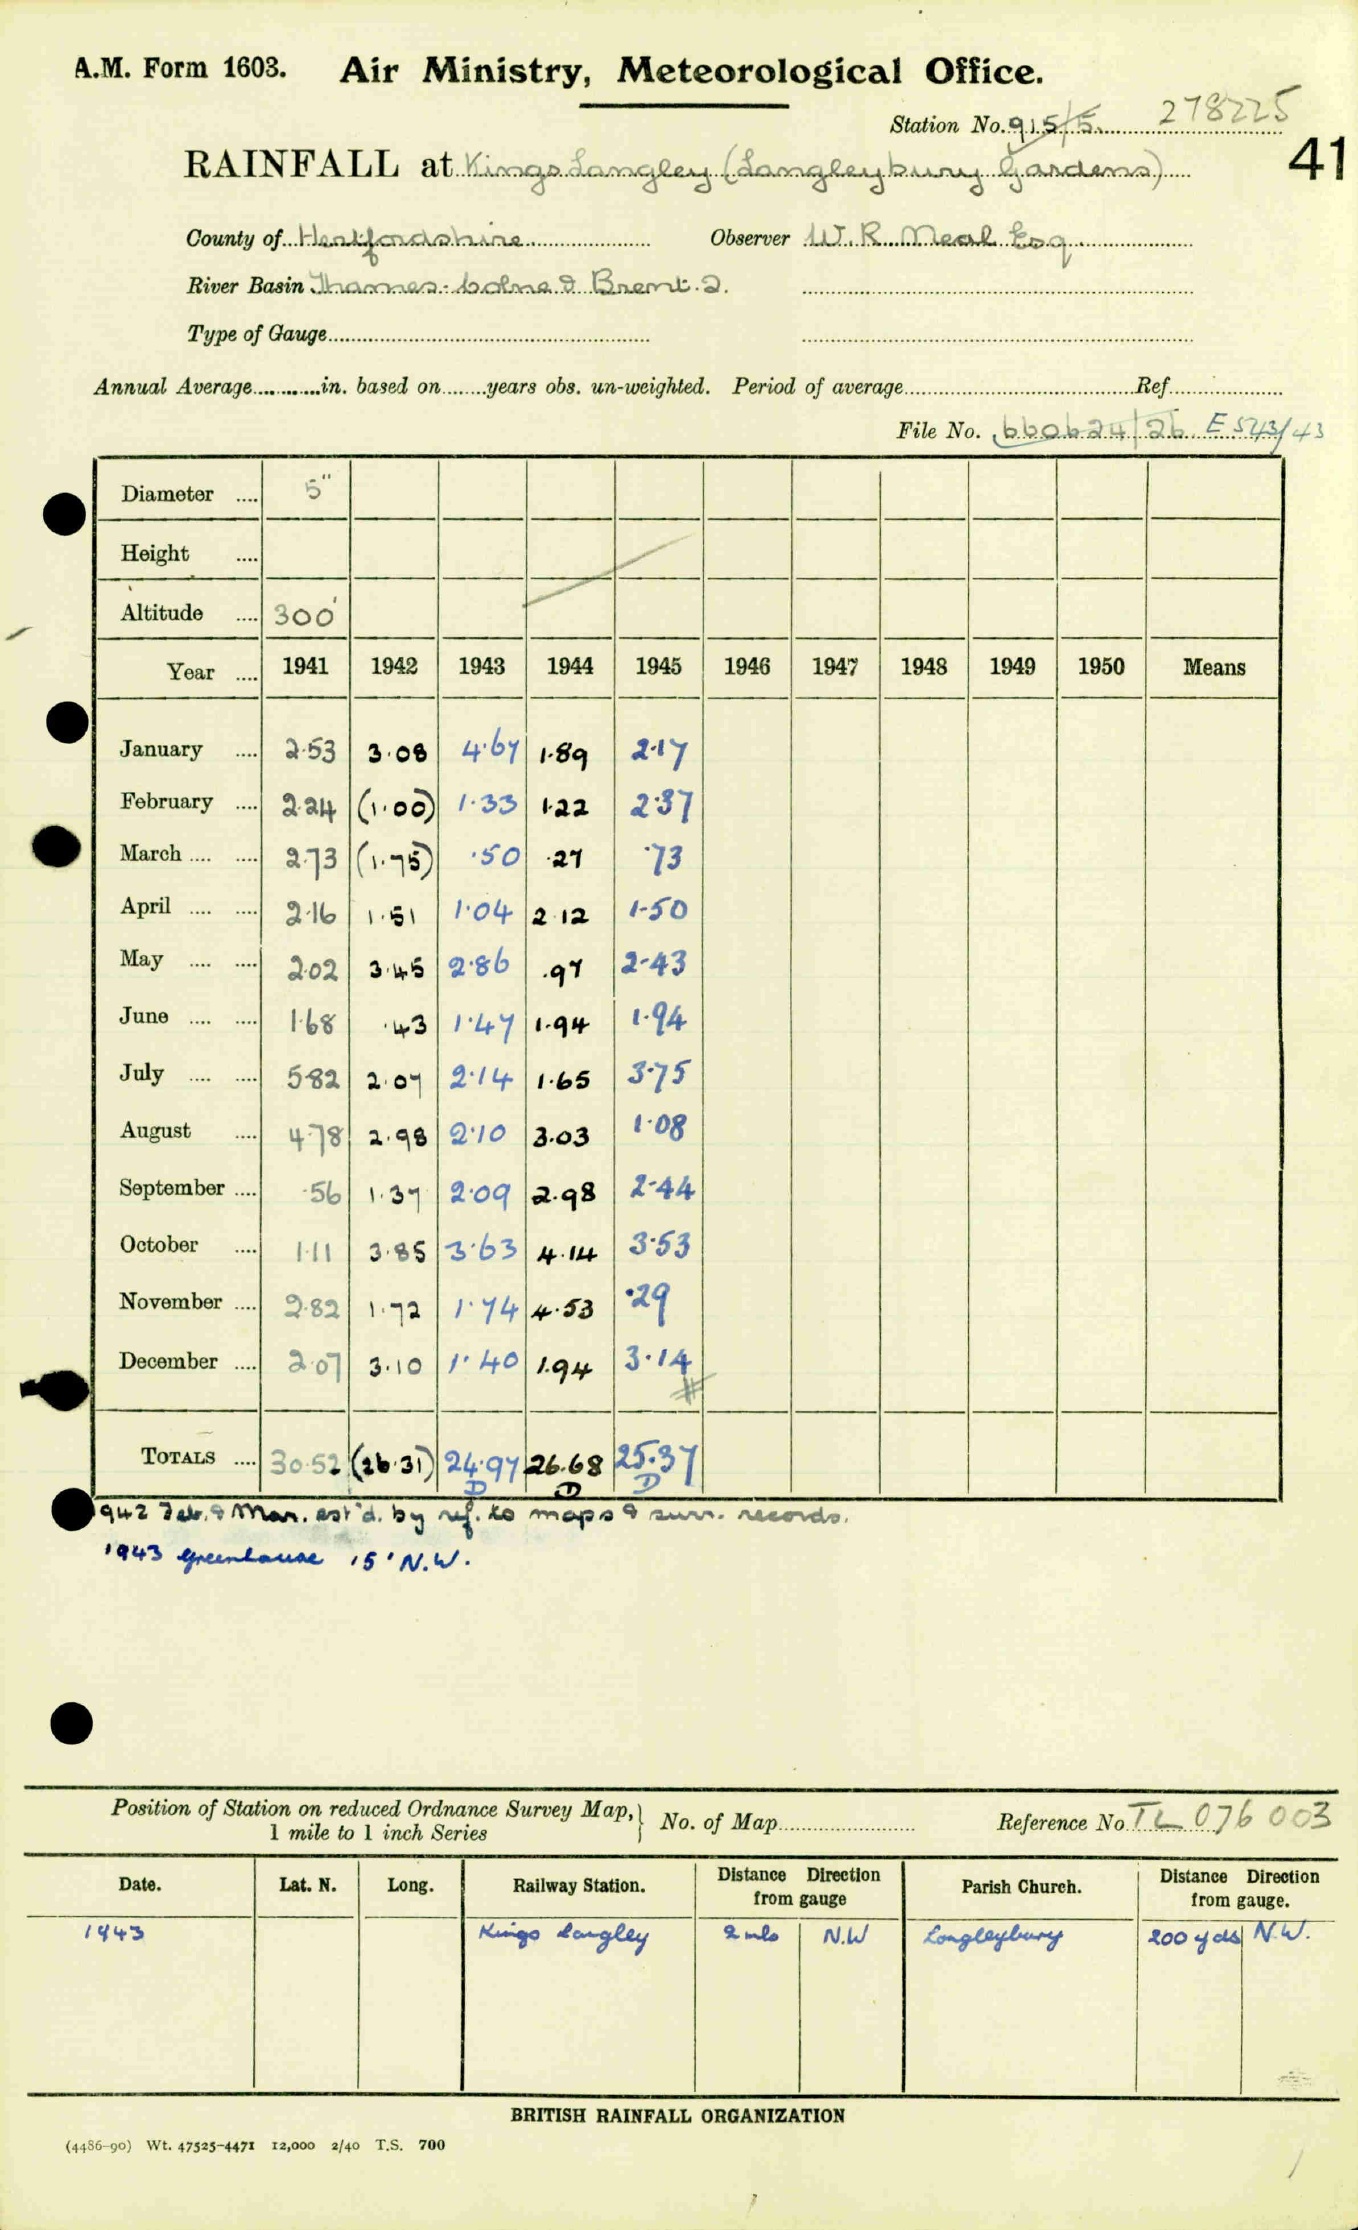 A.M. Form 1603. Air Ministry, Meteorological Office.
Station No. 915/5. 278225
RAINFALL at Kings Langley (Langleybury Gardens) 41
County of Hertfordshire Observer W. R. Meal Esq
River Basin Thames. Colne & Brent. 2.
Type of Gauge
Annual Average in. based on years obs. un-weighted. Period of average Ref
File No. 660624/26 E 543/43
Diameter .... 5"
Height ....
Altitude .... 300'
Year .... 1941 1942 1943 1944 1945 1946 1947 1948 1949 1950 Means
January .... 2.53 3.08 4.67 1.89 2.17
February .... 2.24 (1.00) 1.33 1.22 2.37
March .... .... 2.73 (1.75) .50 .27 .73
April .... .... 2.16 1.51 1.04 2.12 1.50
May .... .... 2.02 3.45 2.86 .97 2.43
June .... .... 1.68 .43 1.47 1.94 1.94
July .... .... 5.82 2.07 2.14 1.65 3.75
August .... 4.78 2.98 2.10 3.03 1.08
September .... .56 1.37 2.09 2.98 2.44
October .... 1.11 3.85 3.63 4.14 3.53
November .... 2.82 1.72 1.74 4.53 .29
December .... 2.07 3.10 1.40 1.94 3.14
TOTALS .... 30.52 (26.31) 24.97 26.68 25.37
D D D
942 Feb. & Mar. est'd. by ref. to maps & surr. records.
1943 Greenhouse 15' N.W.
Position of Station on reduced Ordnance Survey Map, 1 mile to 1 inch Series } No. of Map Reference No. TL 076 003
Date. Lat. N. Long. Railway Station. Distance Direction from gauge Parish Church. Distance Direction from gauge.
1943 Kings Langley 2 mls N.W Langleybury 200 yds N.W.
BRITISH RAINFALL ORGANIZATION
(4486-90) Wt. 47525-4471 12,000 2/40 T.S. 700